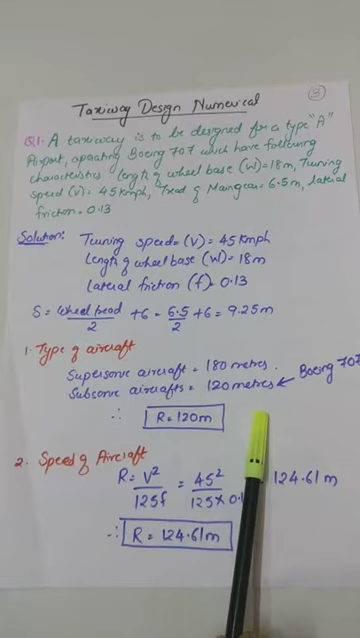 3
Taxiway Design Numerical
Q1. A taxiway is to be designed for a type "A"
Airport, operating Boeing 707 which have following
characteristics Length of wheel base (W)=18m, Turning
speed (V) = 45 kmph, Tread of Main gear = 6.5m, lateral
friction = 0.13
Solution: Turning speed = (V) = 45 kmph
Length of wheel base (W) = 18m
Lateral friction (f) = 0.13
S = wheel tread/2 + 6 = 6.5/2 + 6 = 9.25m
1. Type of aircraft
Supersonic aircraft = 180 metres.
Subsonic aircrafts = 120 metres ← Boeing 707
∴ R = 120m
2. Speed of Aircraft
R = V²/125f = 45²/125 × 0.1 124.61 m
∴ R = 124.61m